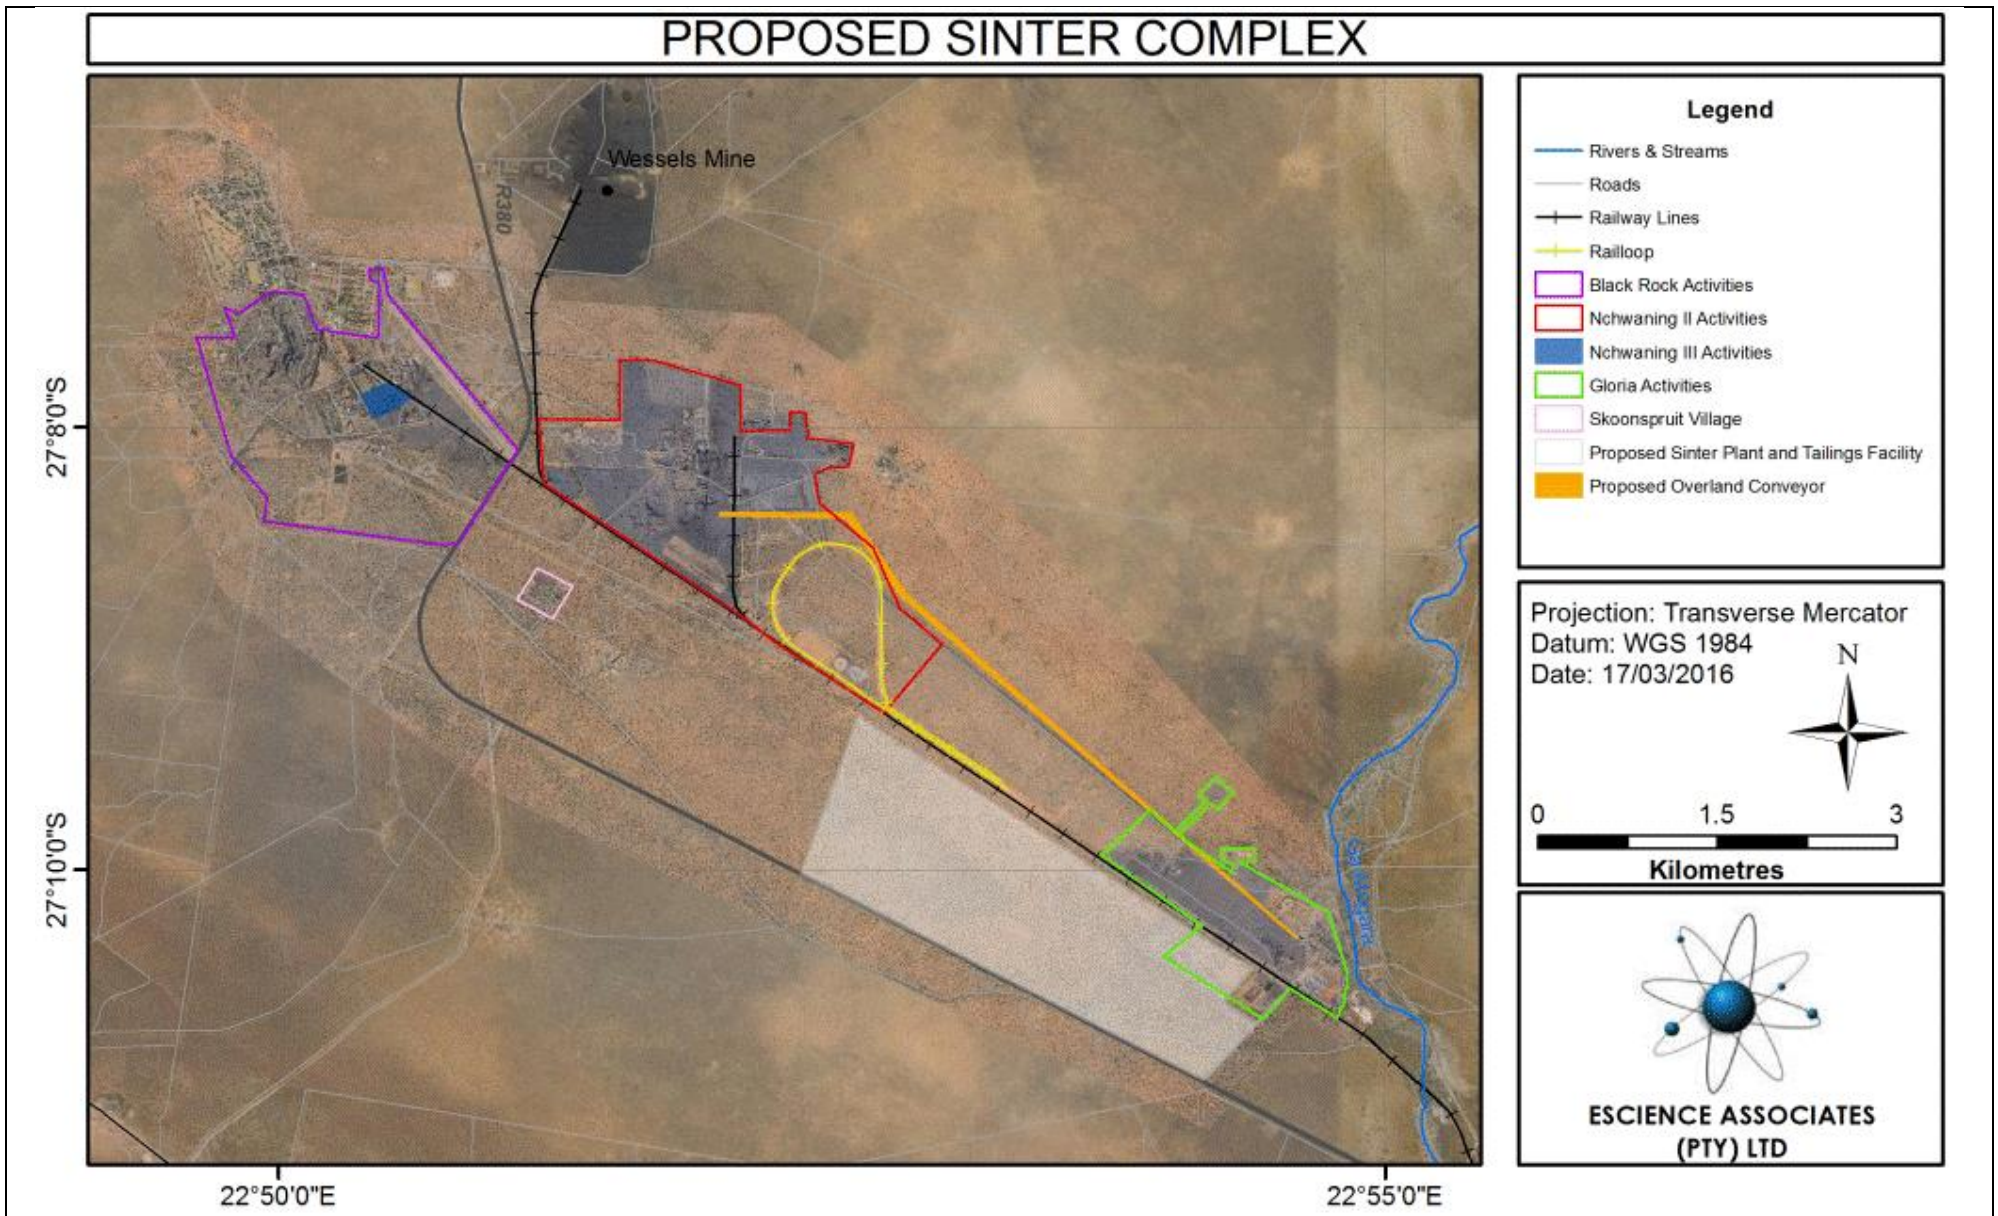 PROPOSED SINTER COMPLEX
Wessels Mine
R380
27°8'0"S
27°10'0"S
22°50'0"E
22°55'0"E
Legend
Rivers & Streams
Roads
Railway Lines
Railloop
Black Rock Activities
Nchwaning II Activities
Nchwaning III Activities
Gloria Activities
Skoonspruit Village
Proposed Sinter Plant and Tailings Facility
Proposed Overland Conveyor
Projection: Transverse Mercator
Datum: WGS 1984
Date: 17/03/2016
N
0 1.5 3
Kilometres
ESCIENCE ASSOCIATES
(PTY) LTD